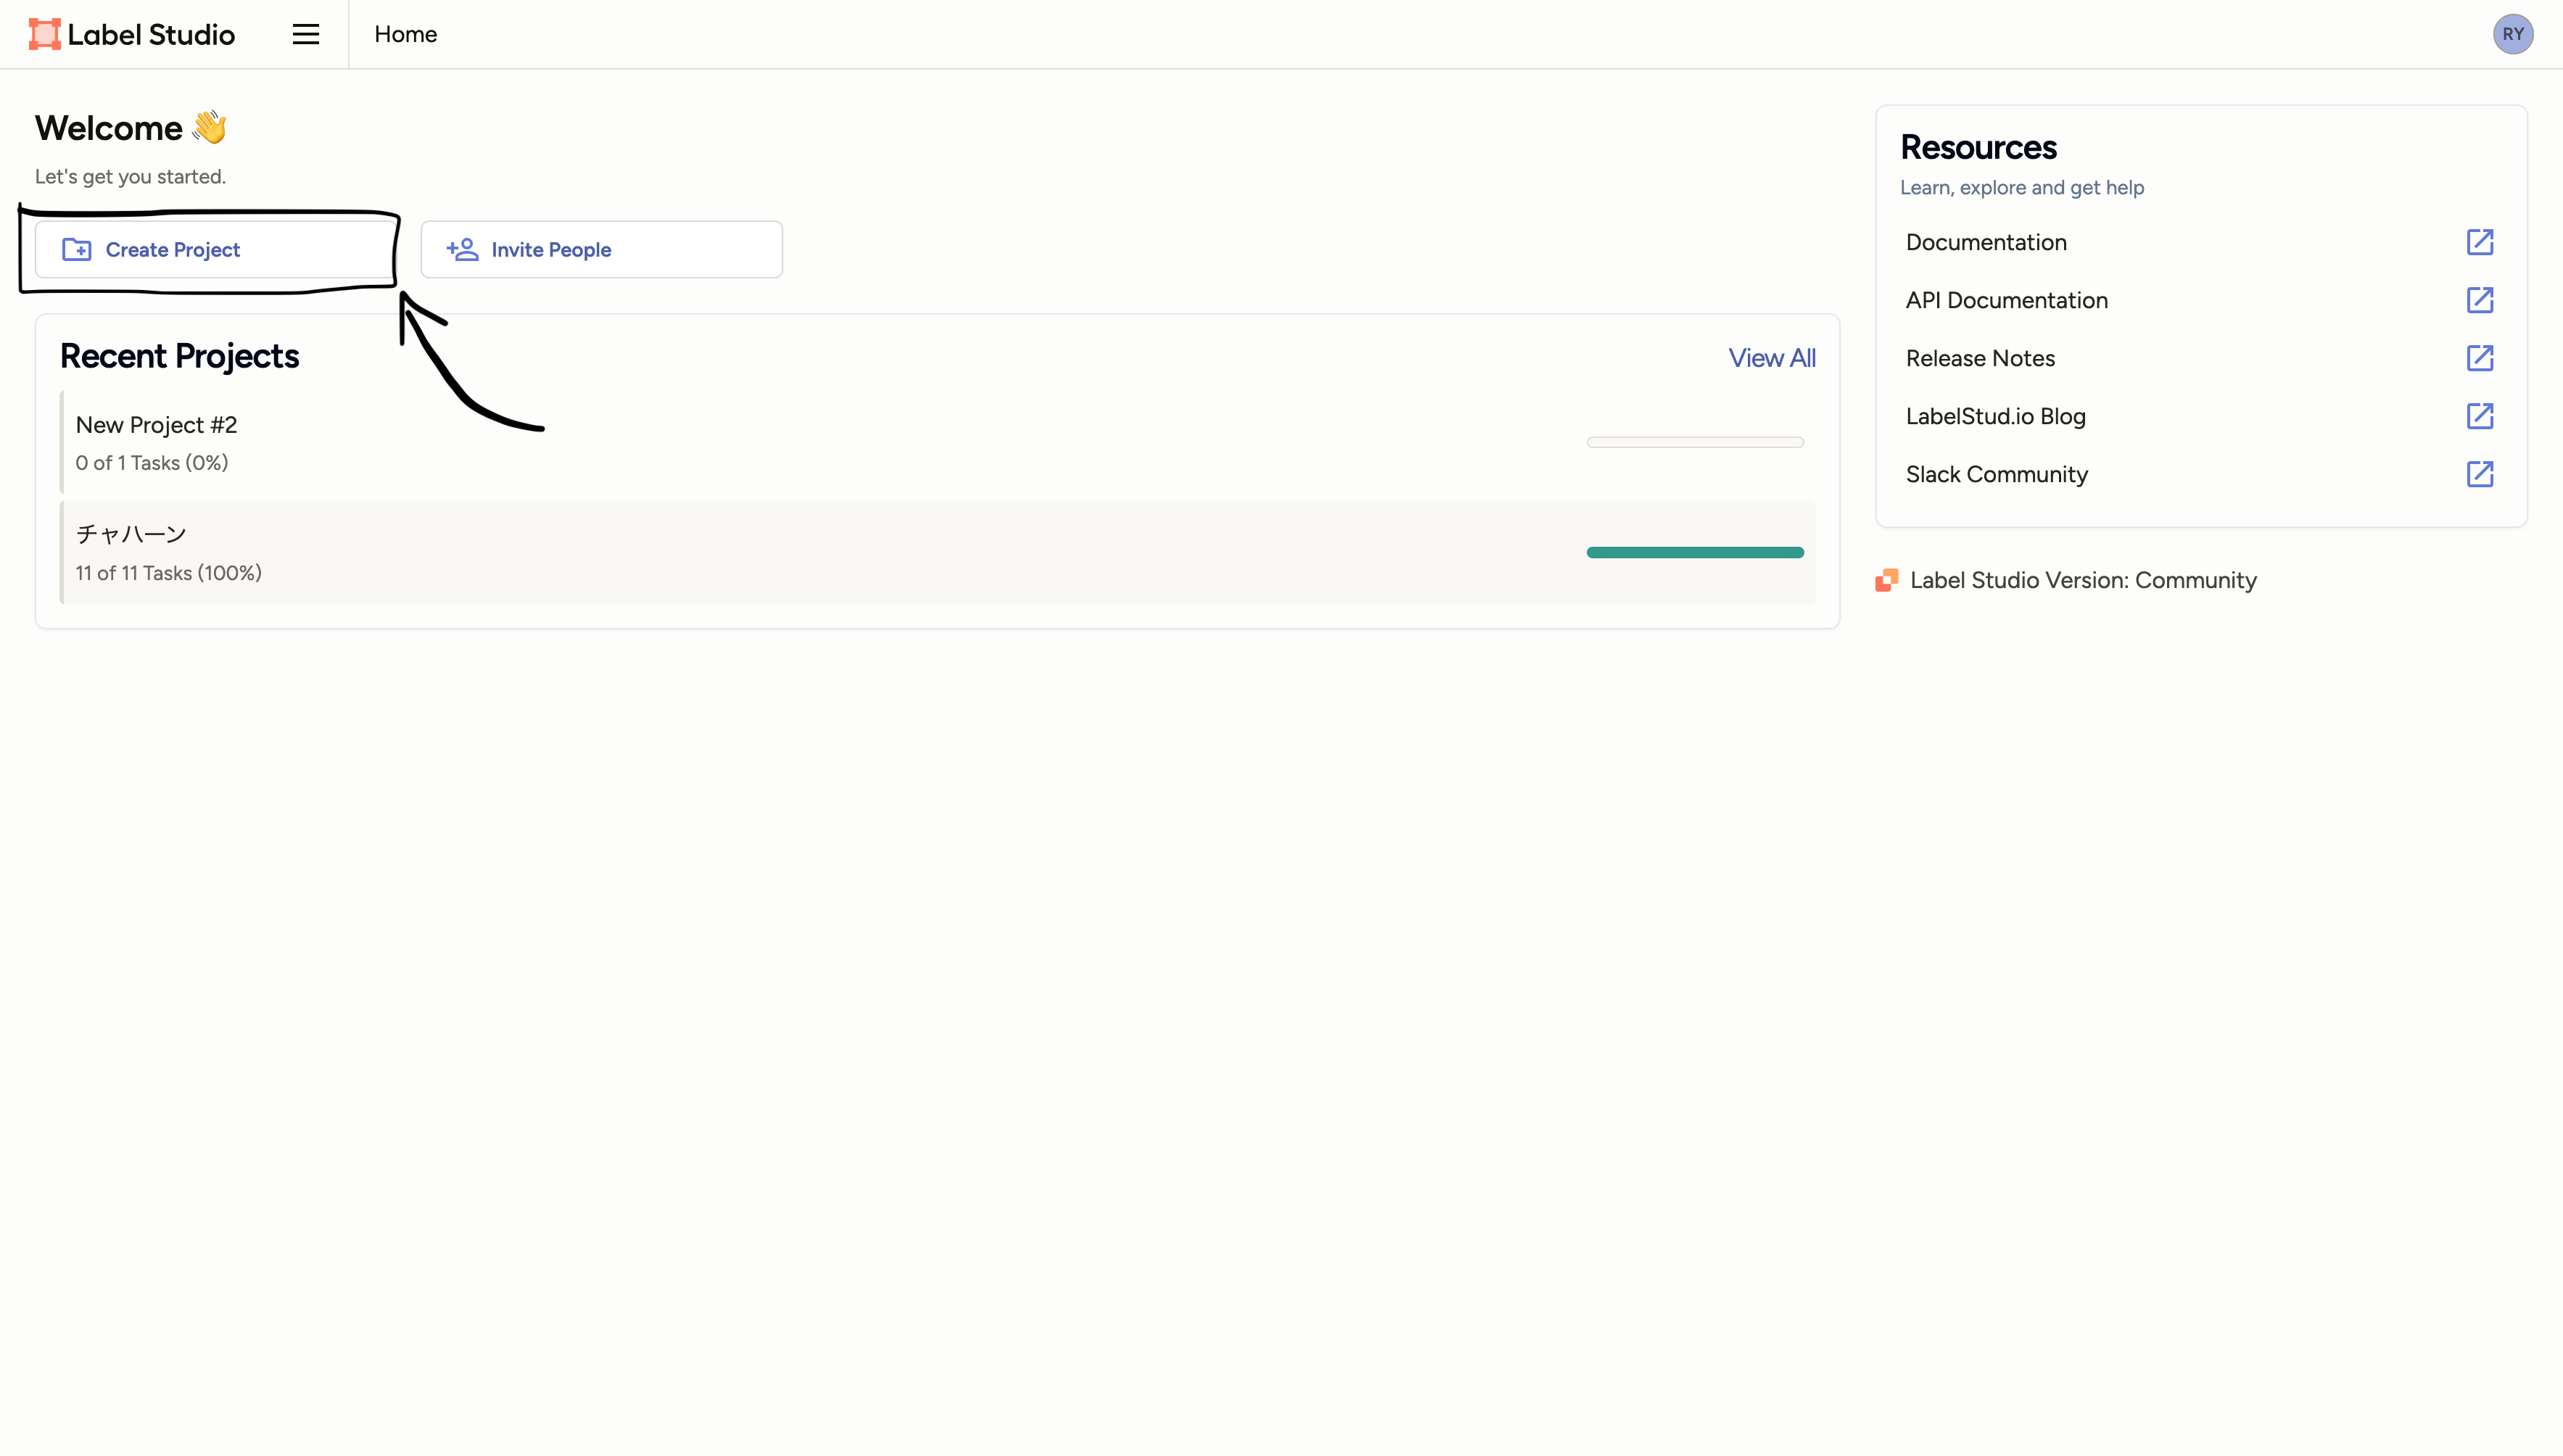 Label Studio
Home
RY
Welcome 👋
Let's get you started.
Create Project
Invite People
Recent Projects
View All
New Project #2
0 of 1 Tasks (0%)
チャハーン
11 of 11 Tasks (100%)
Resources
Learn, explore and get help
Documentation
API Documentation
Release Notes
LabelStud.io Blog
Slack Community
Label Studio Version: Community